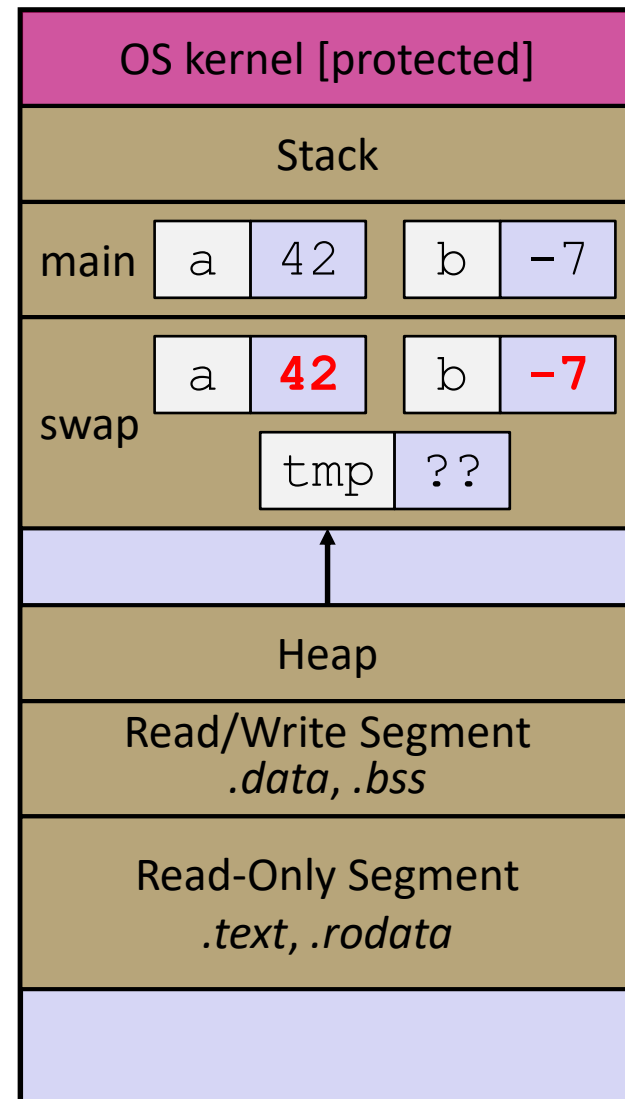 OS kernel [protected]
Stack
main a 42 b -7
a 42 b -7
swap
tmp ??
Heap
Read/Write Segment
.data, .bss
Read-Only Segment
.text, .rodata